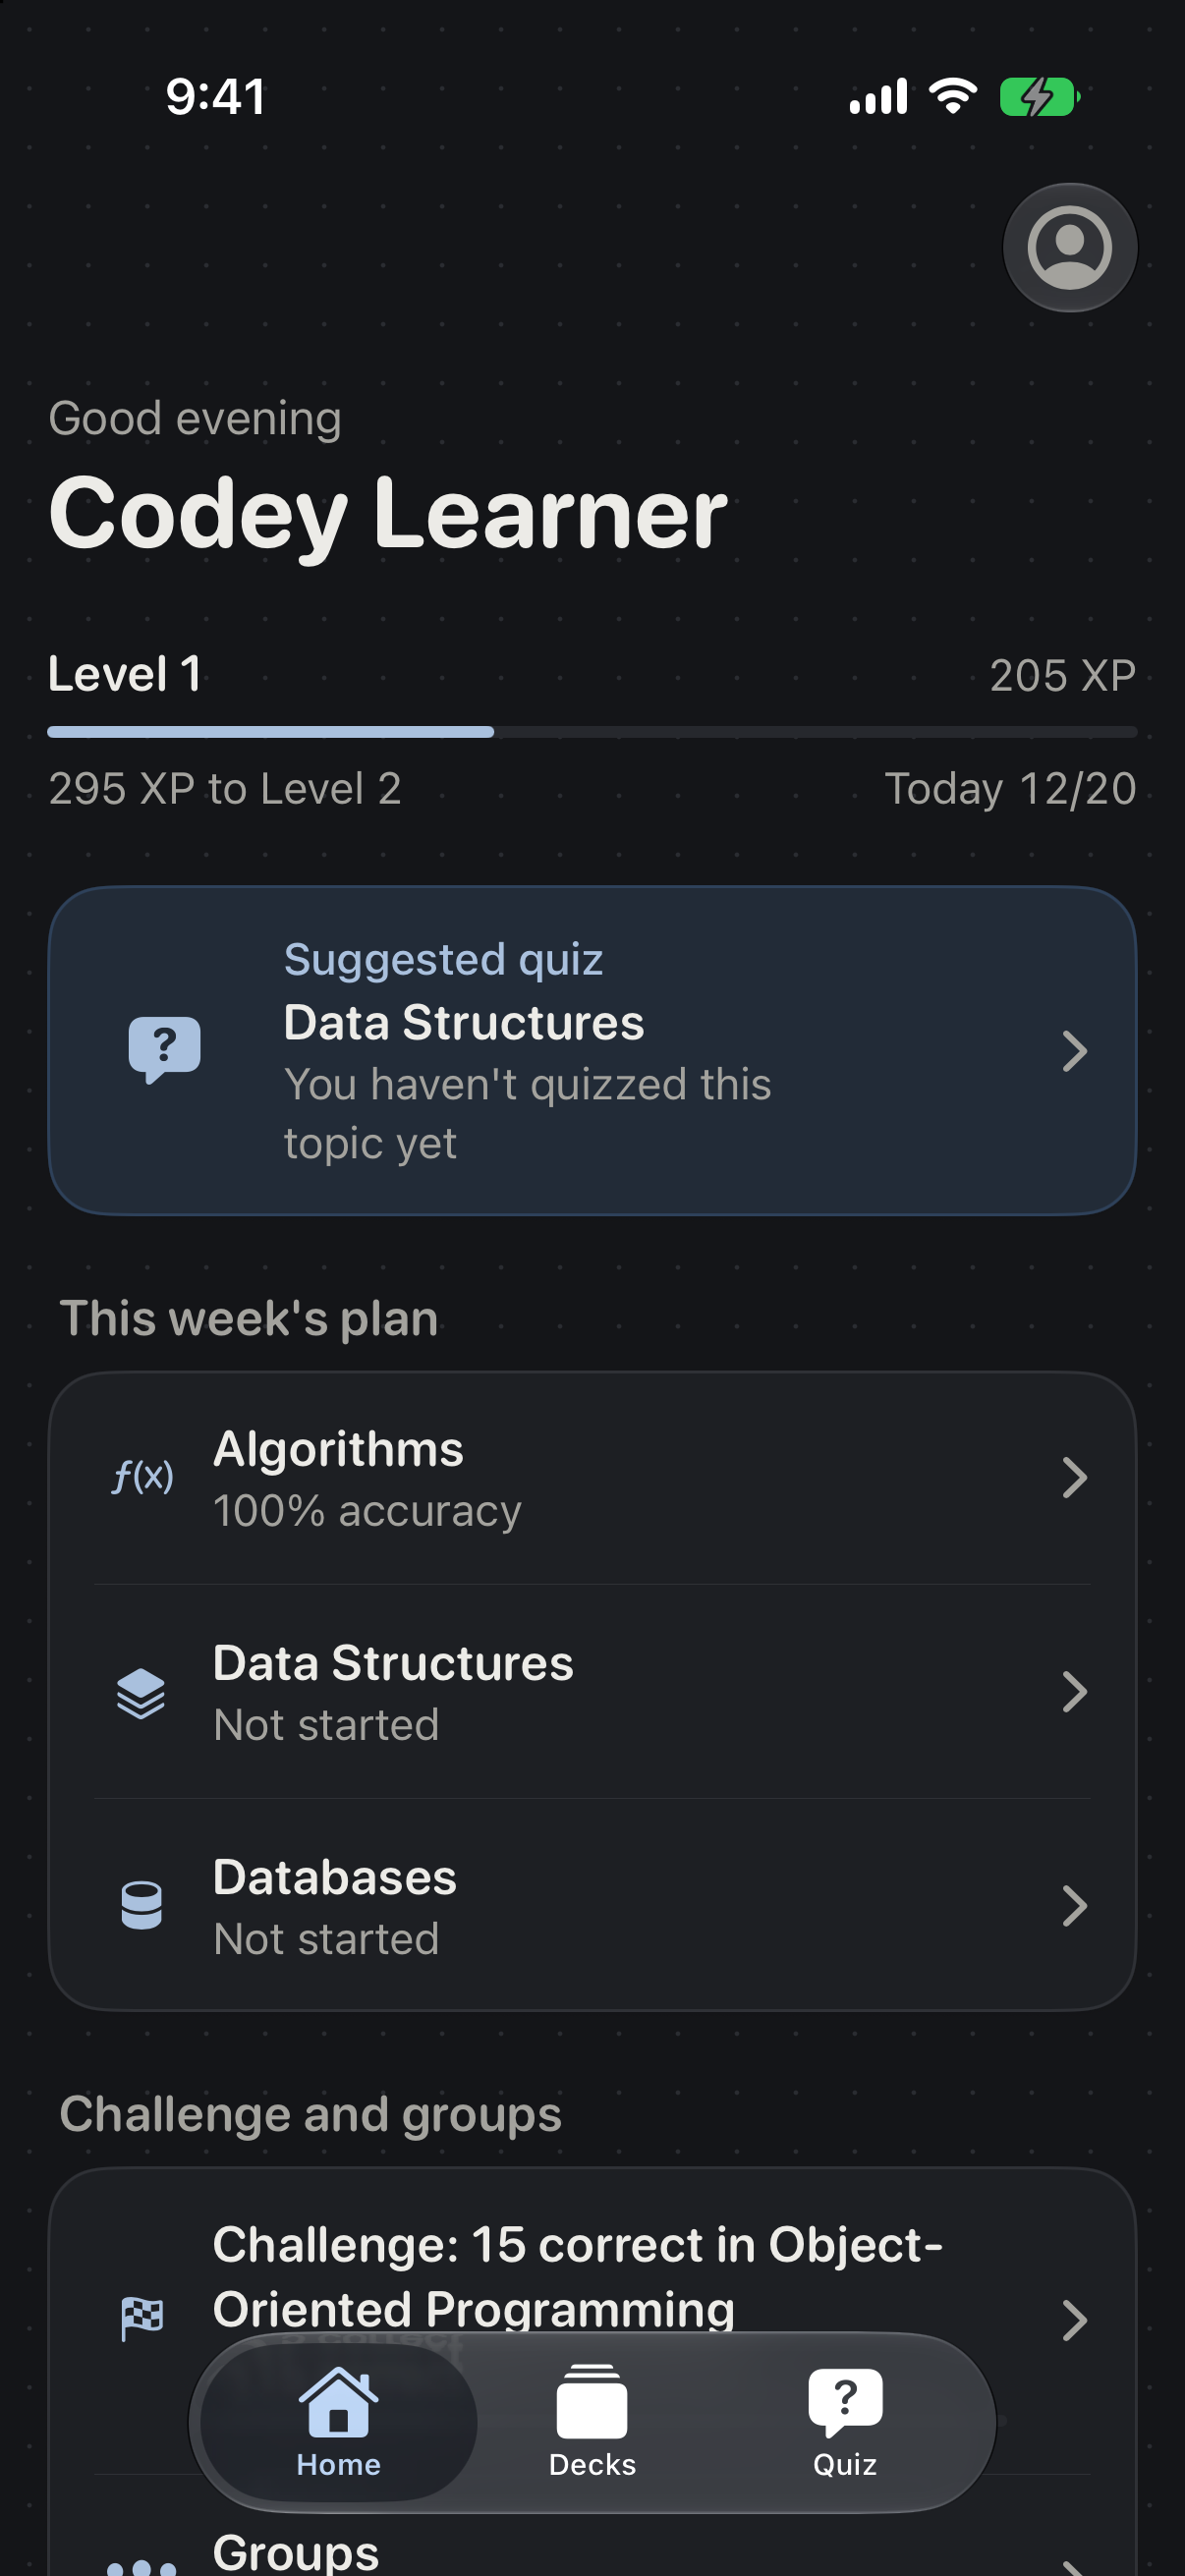 9:41
Good evening
Codey Learner
Level 1
205 XP
295 XP to Level 2
Today 12/20
?
Suggested quiz
Data Structures
You haven't quizzed this
topic yet
This week's plan
f(x)
Algorithms
100% accuracy
Data Structures
Not started
Databases
Not started
Challenge and groups
Challenge: 15 correct in Object-
Oriented Programming
?
Home
Decks
Quiz
Groups